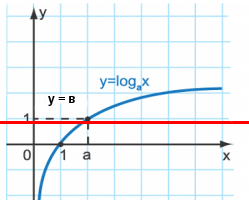 y
y=logₐx
y = в
1
0
1
a
x